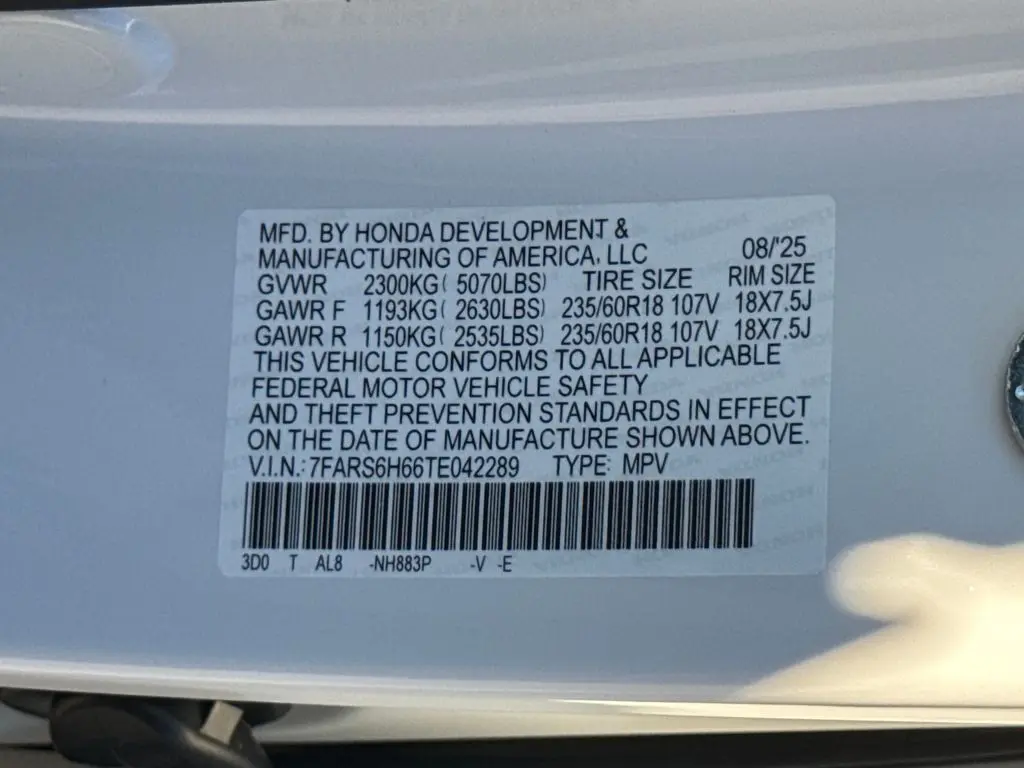 MFD. BY HONDA DEVELOPMENT &
MANUFACTURING OF AMERICA, LLC 08/'25
GVWR 2300KG( 5070LBS) TIRE SIZE RIM SIZE
GAWR F 1193KG( 2630LBS) 235/60R18 107V 18X7.5J
GAWR R 1150KG( 2535LBS) 235/60R18 107V 18X7.5J
THIS VEHICLE CONFORMS TO ALL APPLICABLE
FEDERAL MOTOR VEHICLE SAFETY
AND THEFT PREVENTION STANDARDS IN EFFECT
ON THE DATE OF MANUFACTURE SHOWN ABOVE.
V.I.N.: 7FARS6H66TE042289 TYPE: MPV
3D0 T AL8 -NH883P -V -E